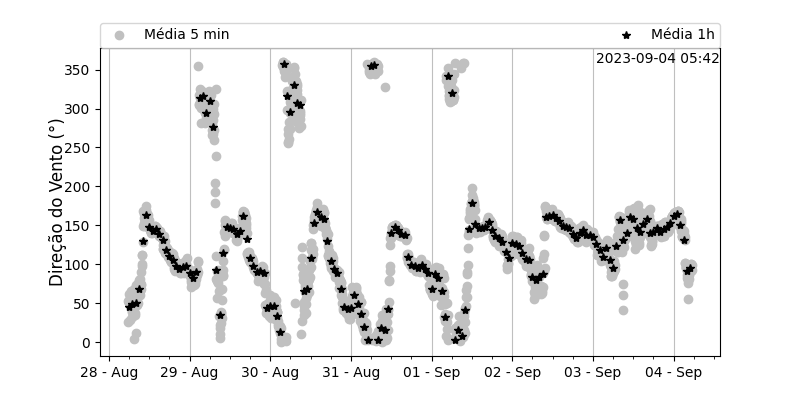 Média 5 min
Média 1h
2023-09-04 05:42
Direção do Vento (°)
350
300
250
200
150
100
50
0
28 - Aug
29 - Aug
30 - Aug
31 - Aug
01 - Sep
02 - Sep
03 - Sep
04 - Sep